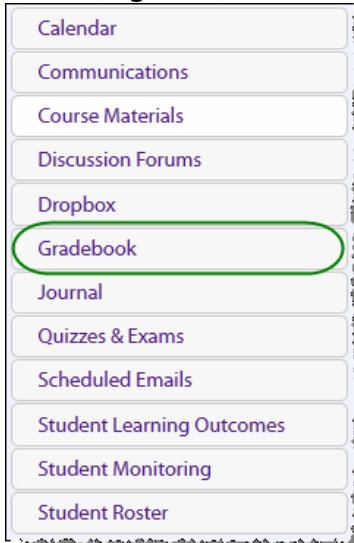 Calendar
Communications
Course Materials
Discussion Forums
Dropbox
Gradebook
Journal
Quizzes & Exams
Scheduled Emails
Student Learning Outcomes
Student Monitoring
Student Roster